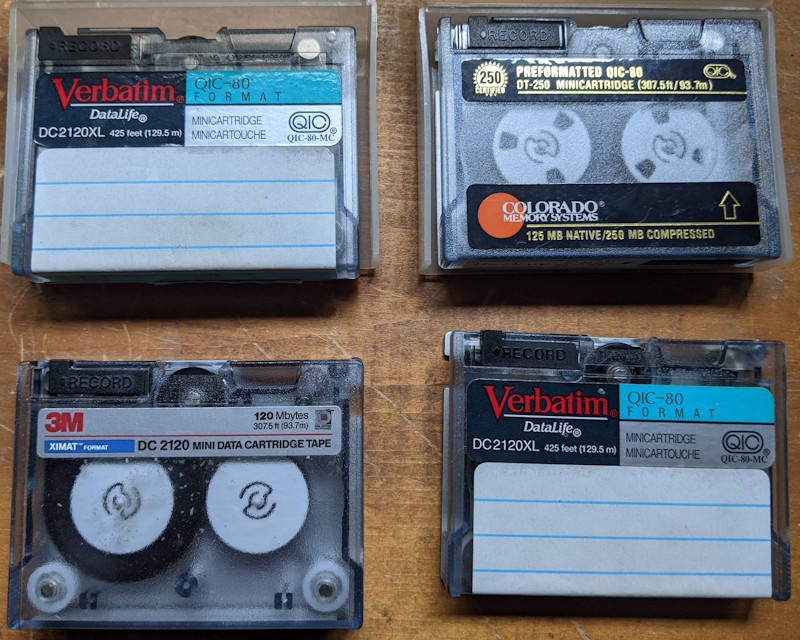 RECORD
Verbatim®
DataLife®
DC2120XL 425 feet (129.5 m)
QIC-80
FORMAT
MINICARTRIDGE
MINICARTOUCHE
QIC
QIC-80-MC
RECORD
250
CERTIFIED
PREFORMATTED QIC-80
QIC
DT-250 MINICARTRIDGE (307.5ft/93.7m)
COLORADO®
MEMORY SYSTEMS
125 MB NATIVE/250 MB COMPRESSED
RECORD
3M
120 Mbytes
307.5 ft (93.7m)
XIMAT™ FORMAT
DC 2120 MINI DATA CARTRIDGE TAPE
RECORD
Verbatim®
DataLife®
DC2120XL 425 feet (129.5 m)
QIC-80
FORMAT
MINICARTRIDGE
MINICARTOUCHE
QIC
QIC-80-MC